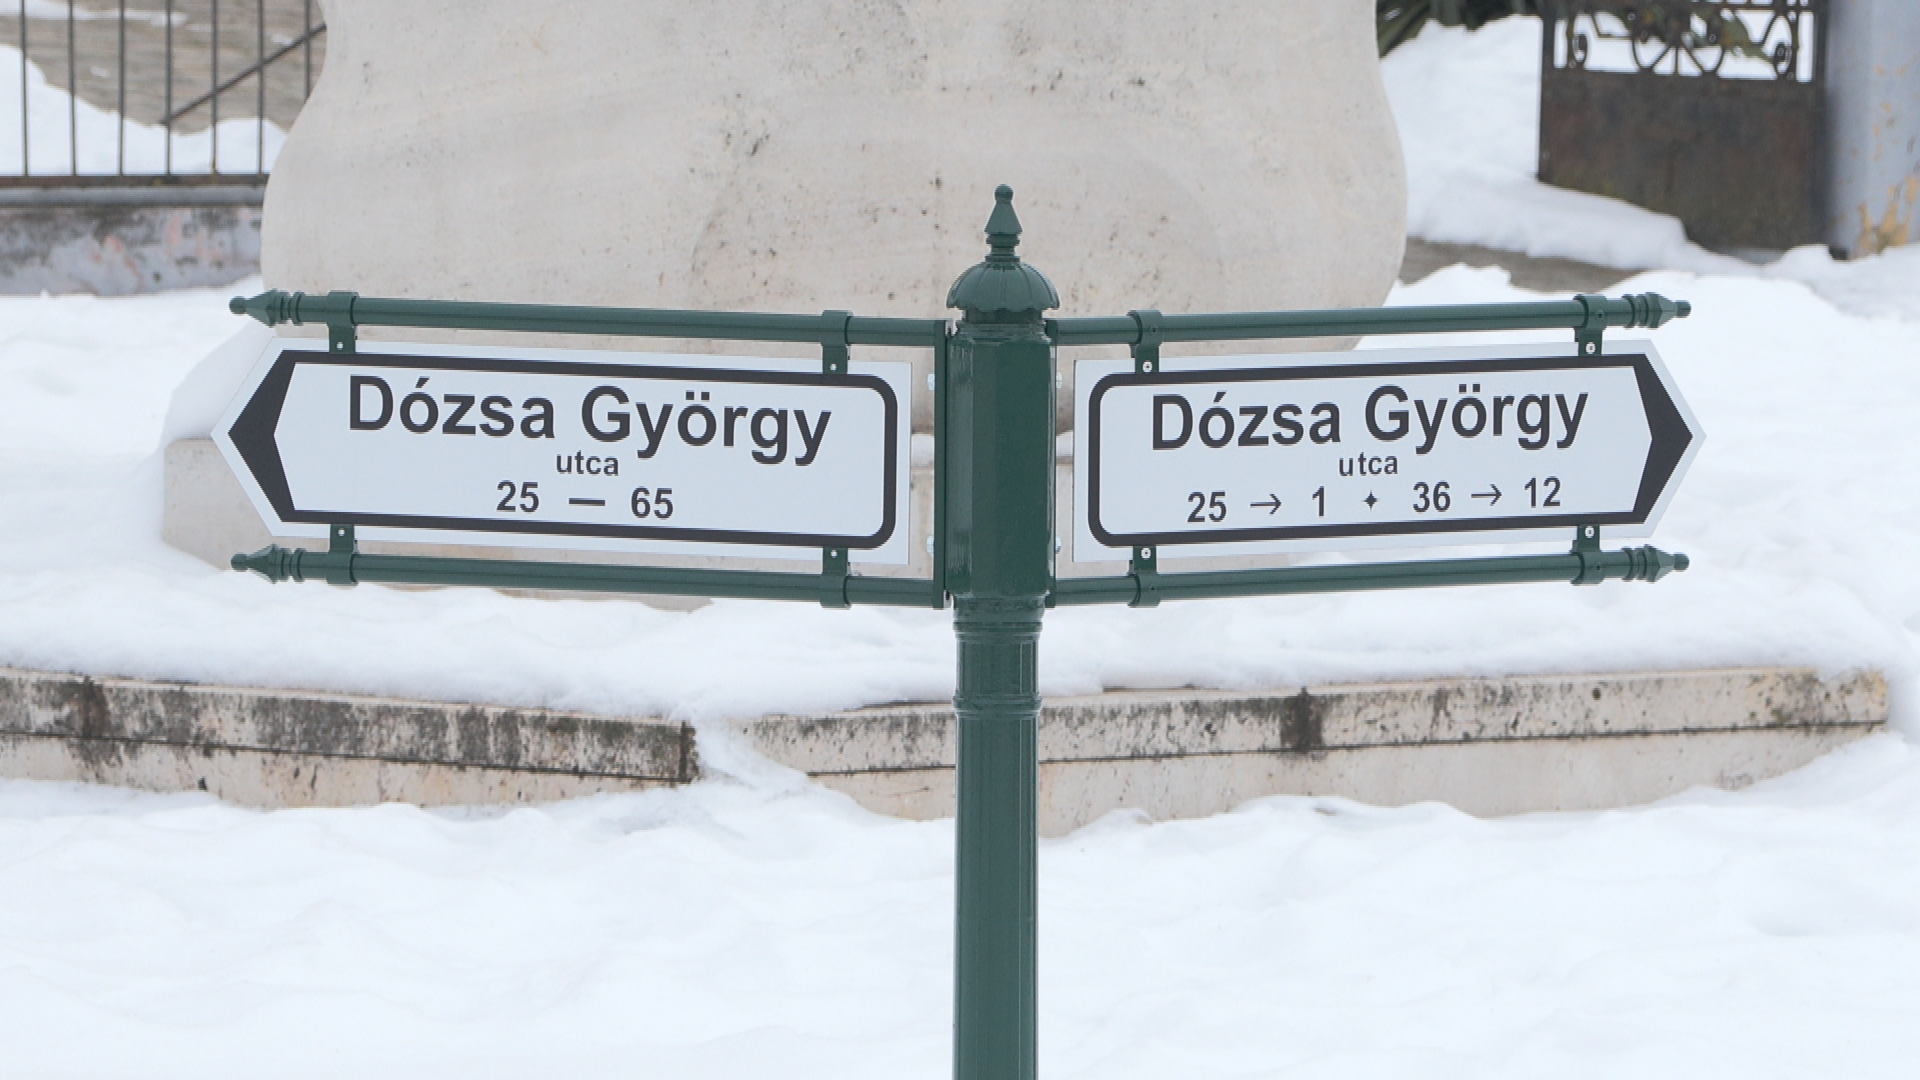 Dózsa György
utca
25 — 65
Dózsa György
utca
25 → 1 ✦ 36 → 12